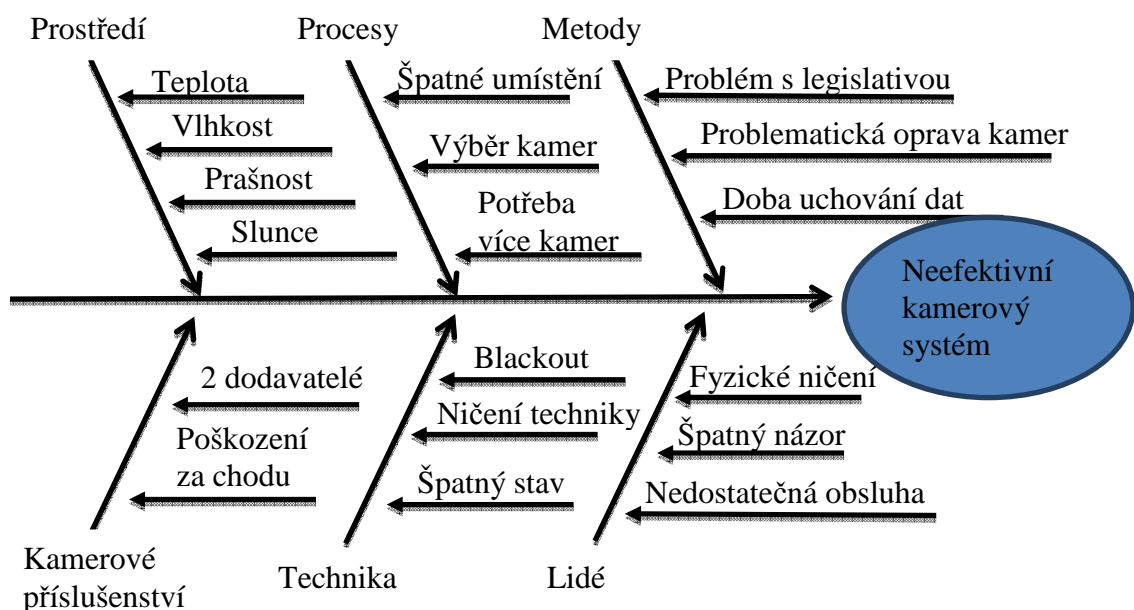 Prostředí
Procesy
Metody
Teplota
Vlhkost
Prašnost
Slunce
Špatné umístění
Výběr kamer
Potřeba
více kamer
Problém s legislativou
Problematická oprava kamer
Doba uchování dat
Neefektivní
kamerový
systém
2 dodavatelé
Poškození
za chodu
Blackout
Ničení techniky
Špatný stav
Fyzické ničení
Špatný názor
Nedostatečná obsluha
Kamerové
příslušenství
Technika
Lidé